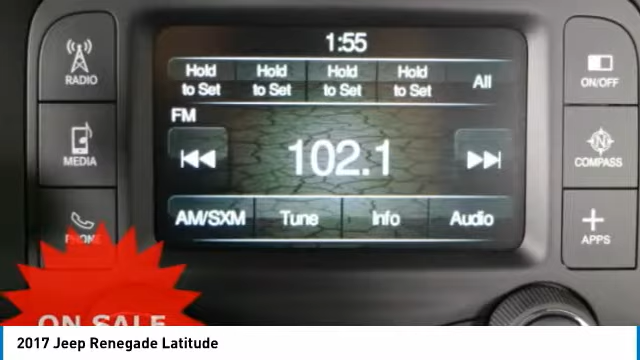 1:55
Hold to Set
Hold to Set
Hold to Set
Hold to Set
All
FM
102.1
AM/SXM
Tune
Info
Audio
RADIO
MEDIA
PHONE
ON/OFF
N
COMPASS
APPS
ON SALE
2017 Jeep Renegade Latitude